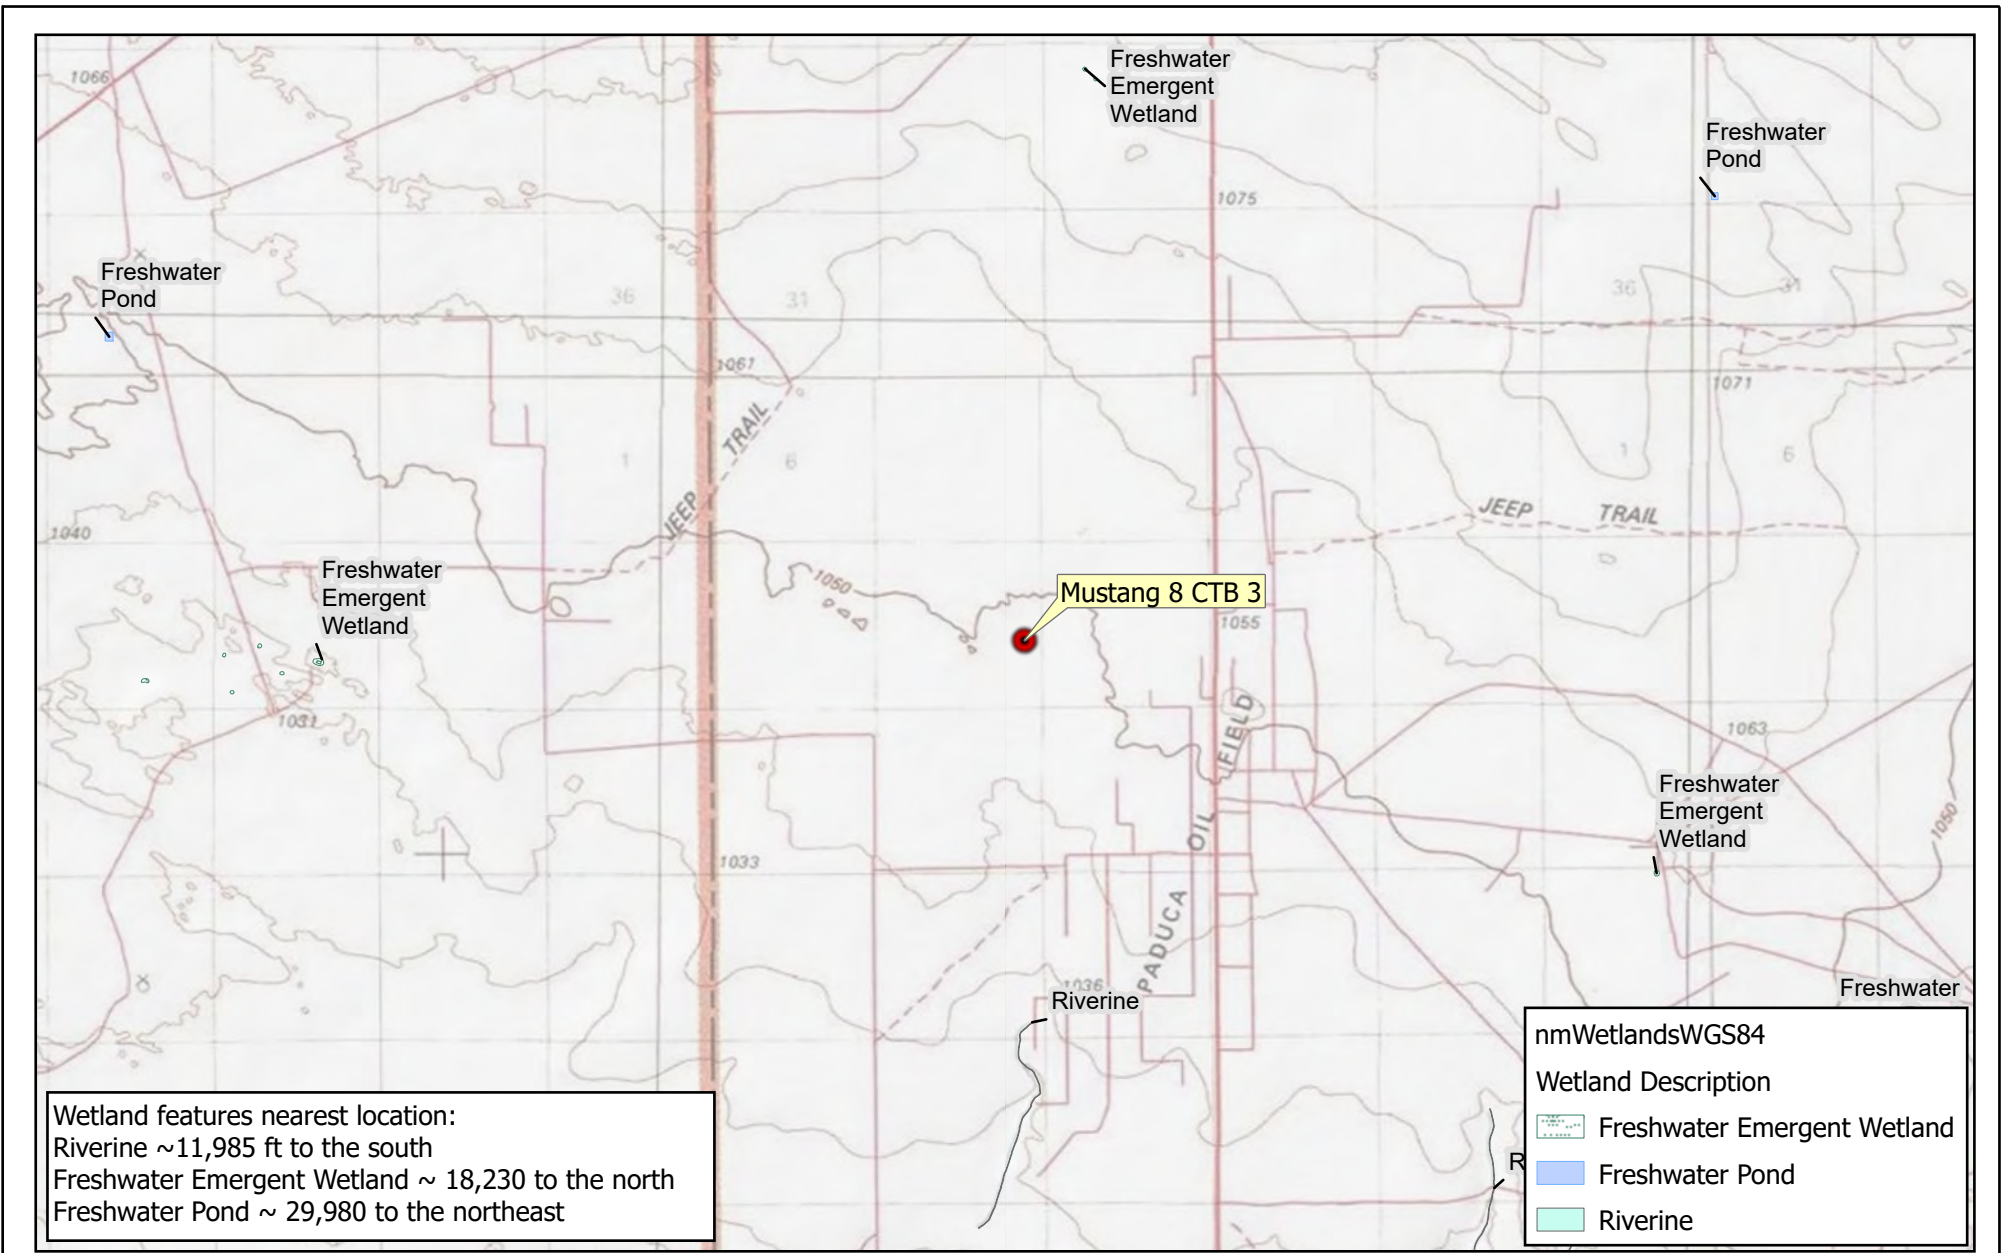 Freshwater
Emergent
Wetland
1066
Freshwater
Pond
1075
Freshwater
Pond
36
31
36
31
1061
1071
TRAIL
1
6
1
6
JEEP
JEEP TRAIL
1040
Freshwater
Emergent
Wetland
1050
Mustang 8 CTB 3
1055
1031
1063
FIELD
Freshwater
Emergent
Wetland
1050
OIL
1033
PADUCA
1036
Riverine
Freshwater
nmWetlandsWGS84
Wetland Description
Freshwater Emergent Wetland
Freshwater Pond
Riverine
R
Wetland features nearest location:
Riverine ~11,985 ft to the south
Freshwater Emergent Wetland ~ 18,230 to the north
Freshwater Pond ~ 29,980 to the northeast